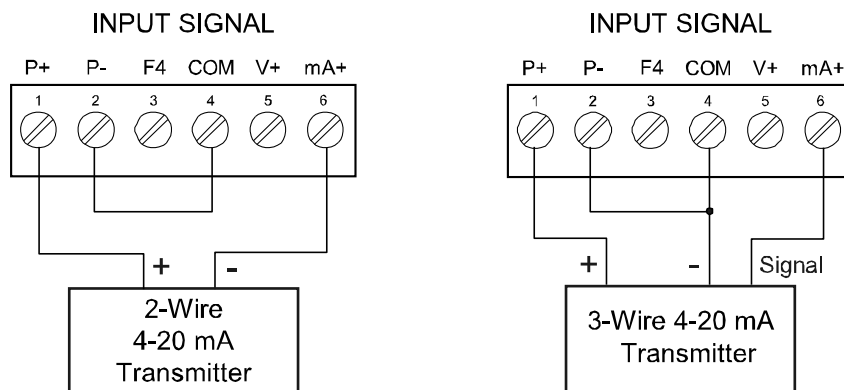 INPUT SIGNAL
P+ P- F4 COM V+ mA+
1 2 3 4 5 6
+ -
2-Wire
4-20 mA
Transmitter
INPUT SIGNAL
P+ P- F4 COM V+ mA+
1 2 3 4 5 6
+ - Signal
3-Wire 4-20 mA
Transmitter